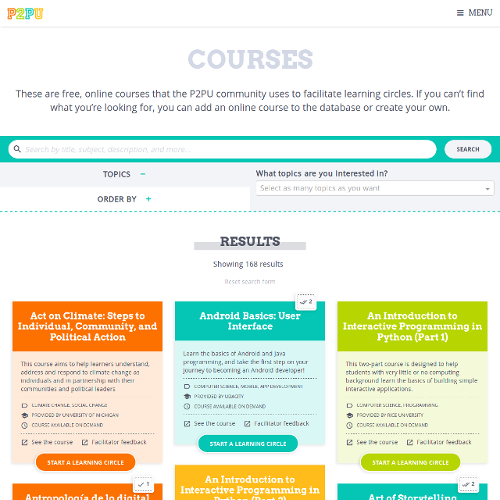 P2PU
MENU
COURSES
These are free, online courses that the P2PU community uses to facilitate learning circles. If you can't find
what you're looking for, you can add an online course to the database or create your own.
Search by title, subject, description, and more...
SEARCH
TOPICS −
What topics are you interested in?
Select as many topics as you want
ORDER BY +
RESULTS
Showing 168 results
Reset search form
Act on Climate: Steps to
Individual, Community, and
Political Action
This course aims to help learners understand,
address and respond to climate change as
individuals and in partnership with their
communities and political leaders
CLIMATE CHANGE, SOCIAL CHANGE
PROVIDED BY UNIVERSITY OF MICHIGAN
COURSE AVAILABLE ON DEMAND
See the course
Facilitator feedback
START A LEARNING CIRCLE
2
Android Basics: User
Interface
Learn the basics of Android and Java
programming, and take the first step on your
journey to becoming an Android developer!
COMPUTER SCIENCE, MOBILE, APP DEVELOPMENT
PROVIDED BY UDACITY
COURSE AVAILABLE ON DEMAND
See the course
Facilitator feedback
START A LEARNING CIRCLE
An Introduction to
Interactive Programming in
Python (Part 1)
This two-part course is designed to help
students with very little or no computing
background learn the basics of building simple
interactive applications.
COMPUTER SCIENCE, PROGRAMMING
PROVIDED BY RICE UNIVERSITY
COURSE AVAILABLE ON DEMAND
See the course
Facilitator feedback
START A LEARNING CIRCLE
1
Antropología de lo digital
An Introduction to
Interactive Programming in
Python (Part 2)
2
Art of Storytelling